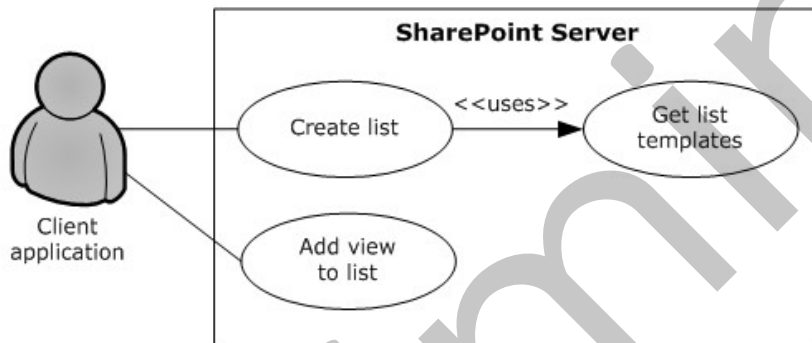 SharePoint Server
Create list
<<uses>>
Get list
templates
Client
application
Add view
to list